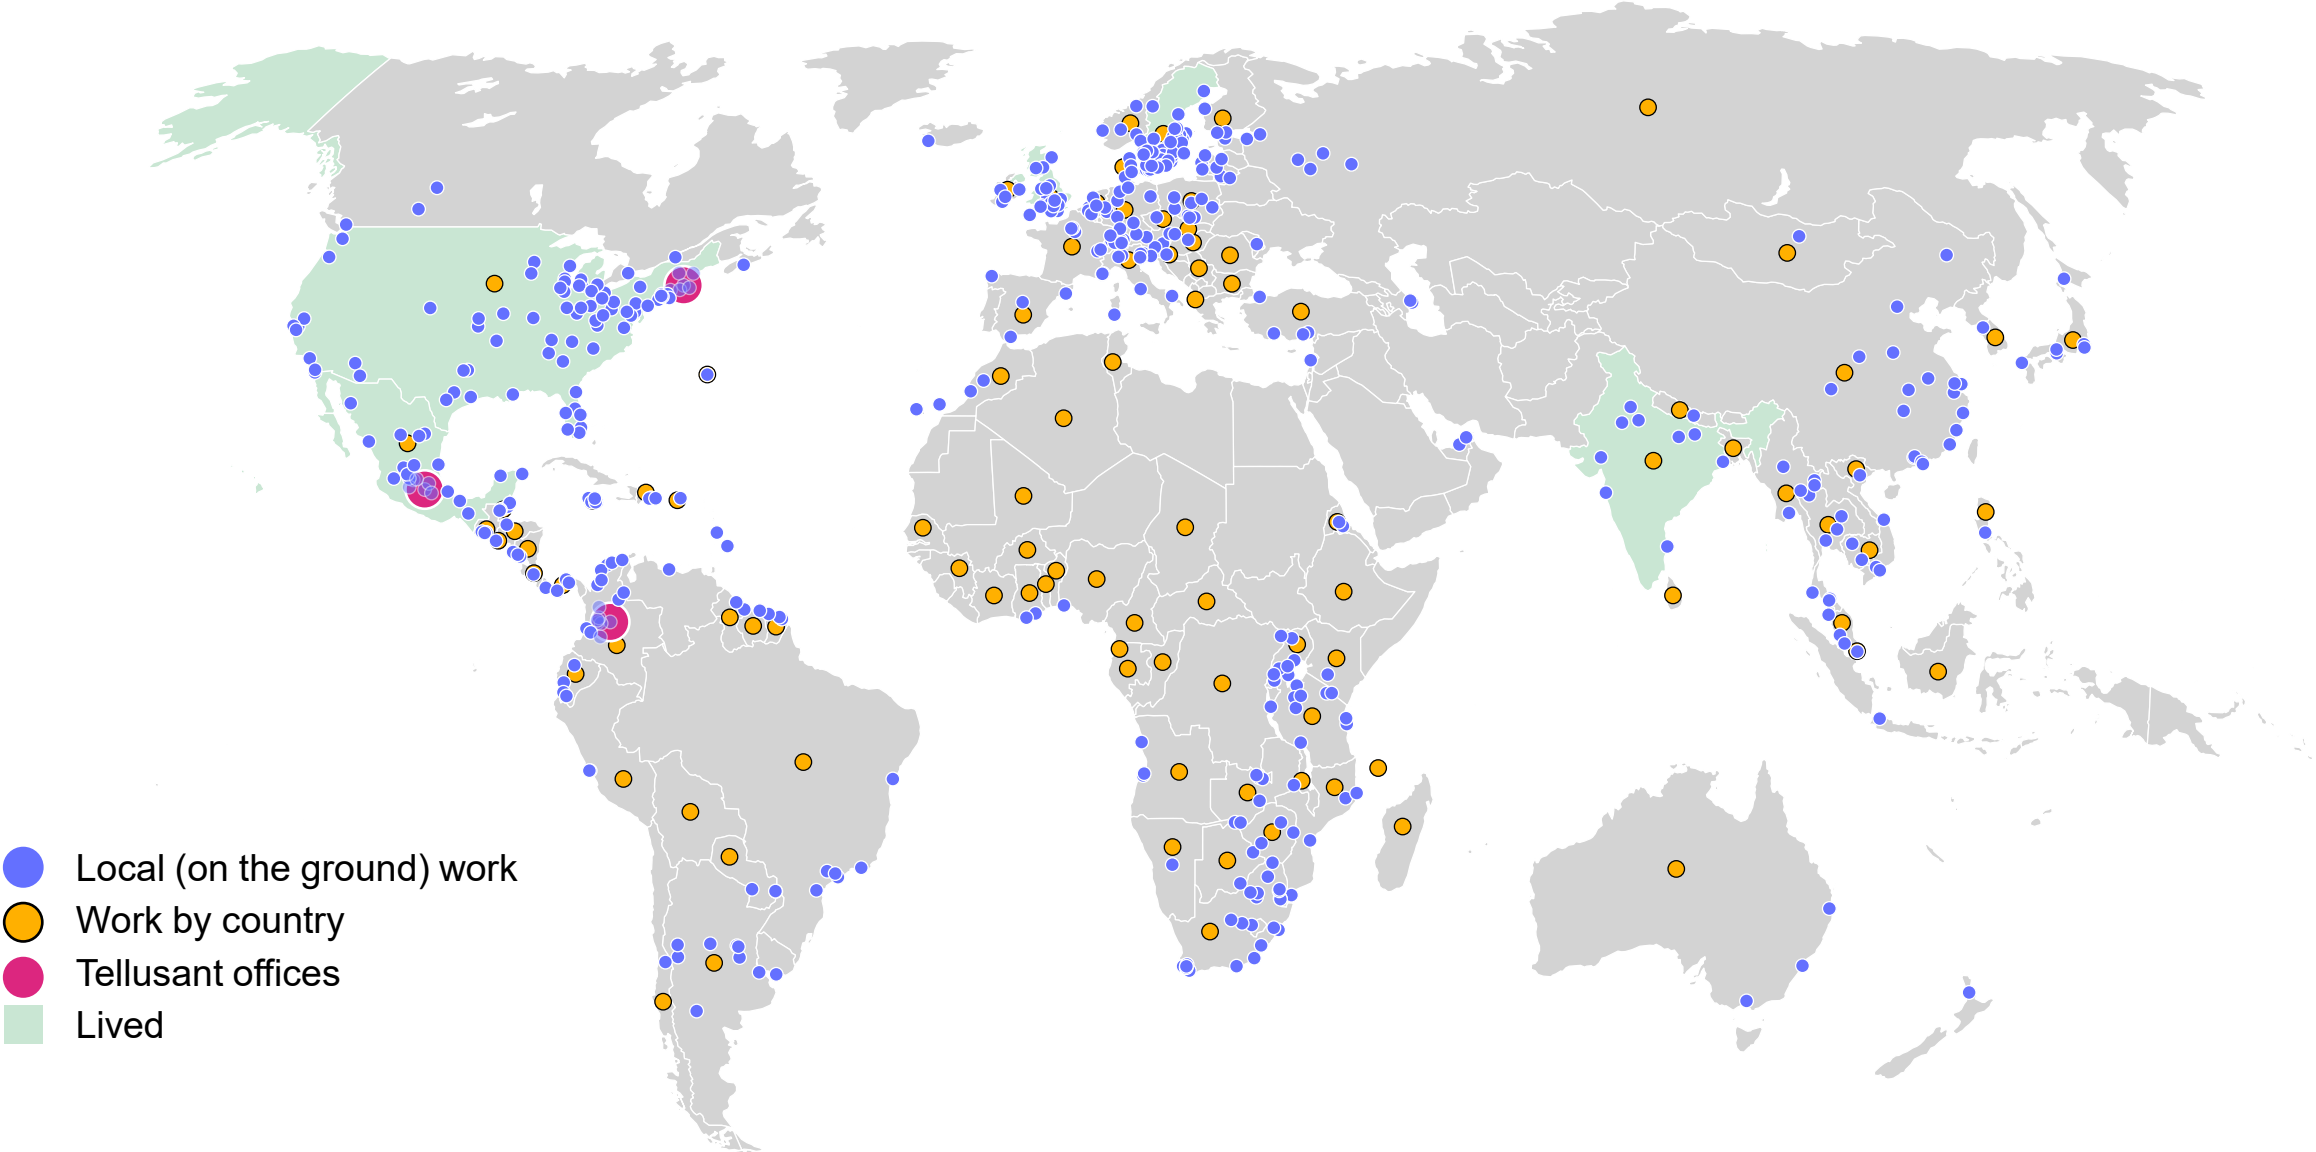 Local (on the ground) work
Work by country
Tellusant offices
Lived